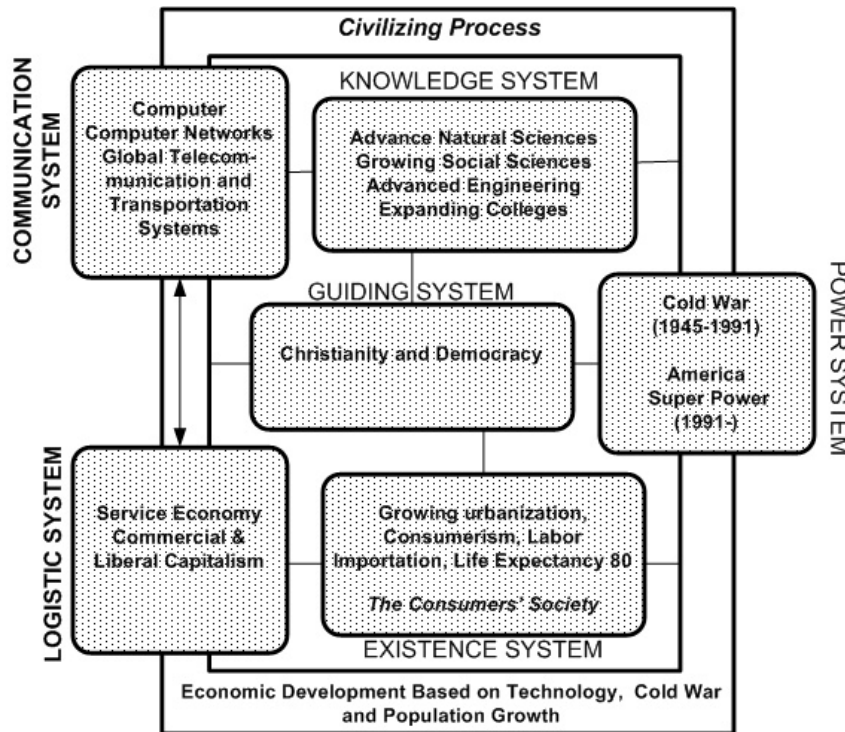 Civilizing Process
COMMUNICATION
SYSTEM
Computer
Computer Networks
Global Telecom-
munication and
Transportation
Systems
KNOWLEDGE SYSTEM
Advance Natural Sciences
Growing Social Sciences
Advanced Engineering
Expanding Colleges
GUIDING SYSTEM
Christianity and Democracy
POWER SYSTEM
Cold War
(1945-1991)
America
Super Power
(1991-)
LOGISTIC SYSTEM
Service Economy
Commercial &
Liberal Capitalism
Growing urbanization,
Consumerism, Labor
Importation, Life Expectancy 80
The Consumers' Society
EXISTENCE SYSTEM
Economic Development Based on Technology, Cold War
and Population Growth